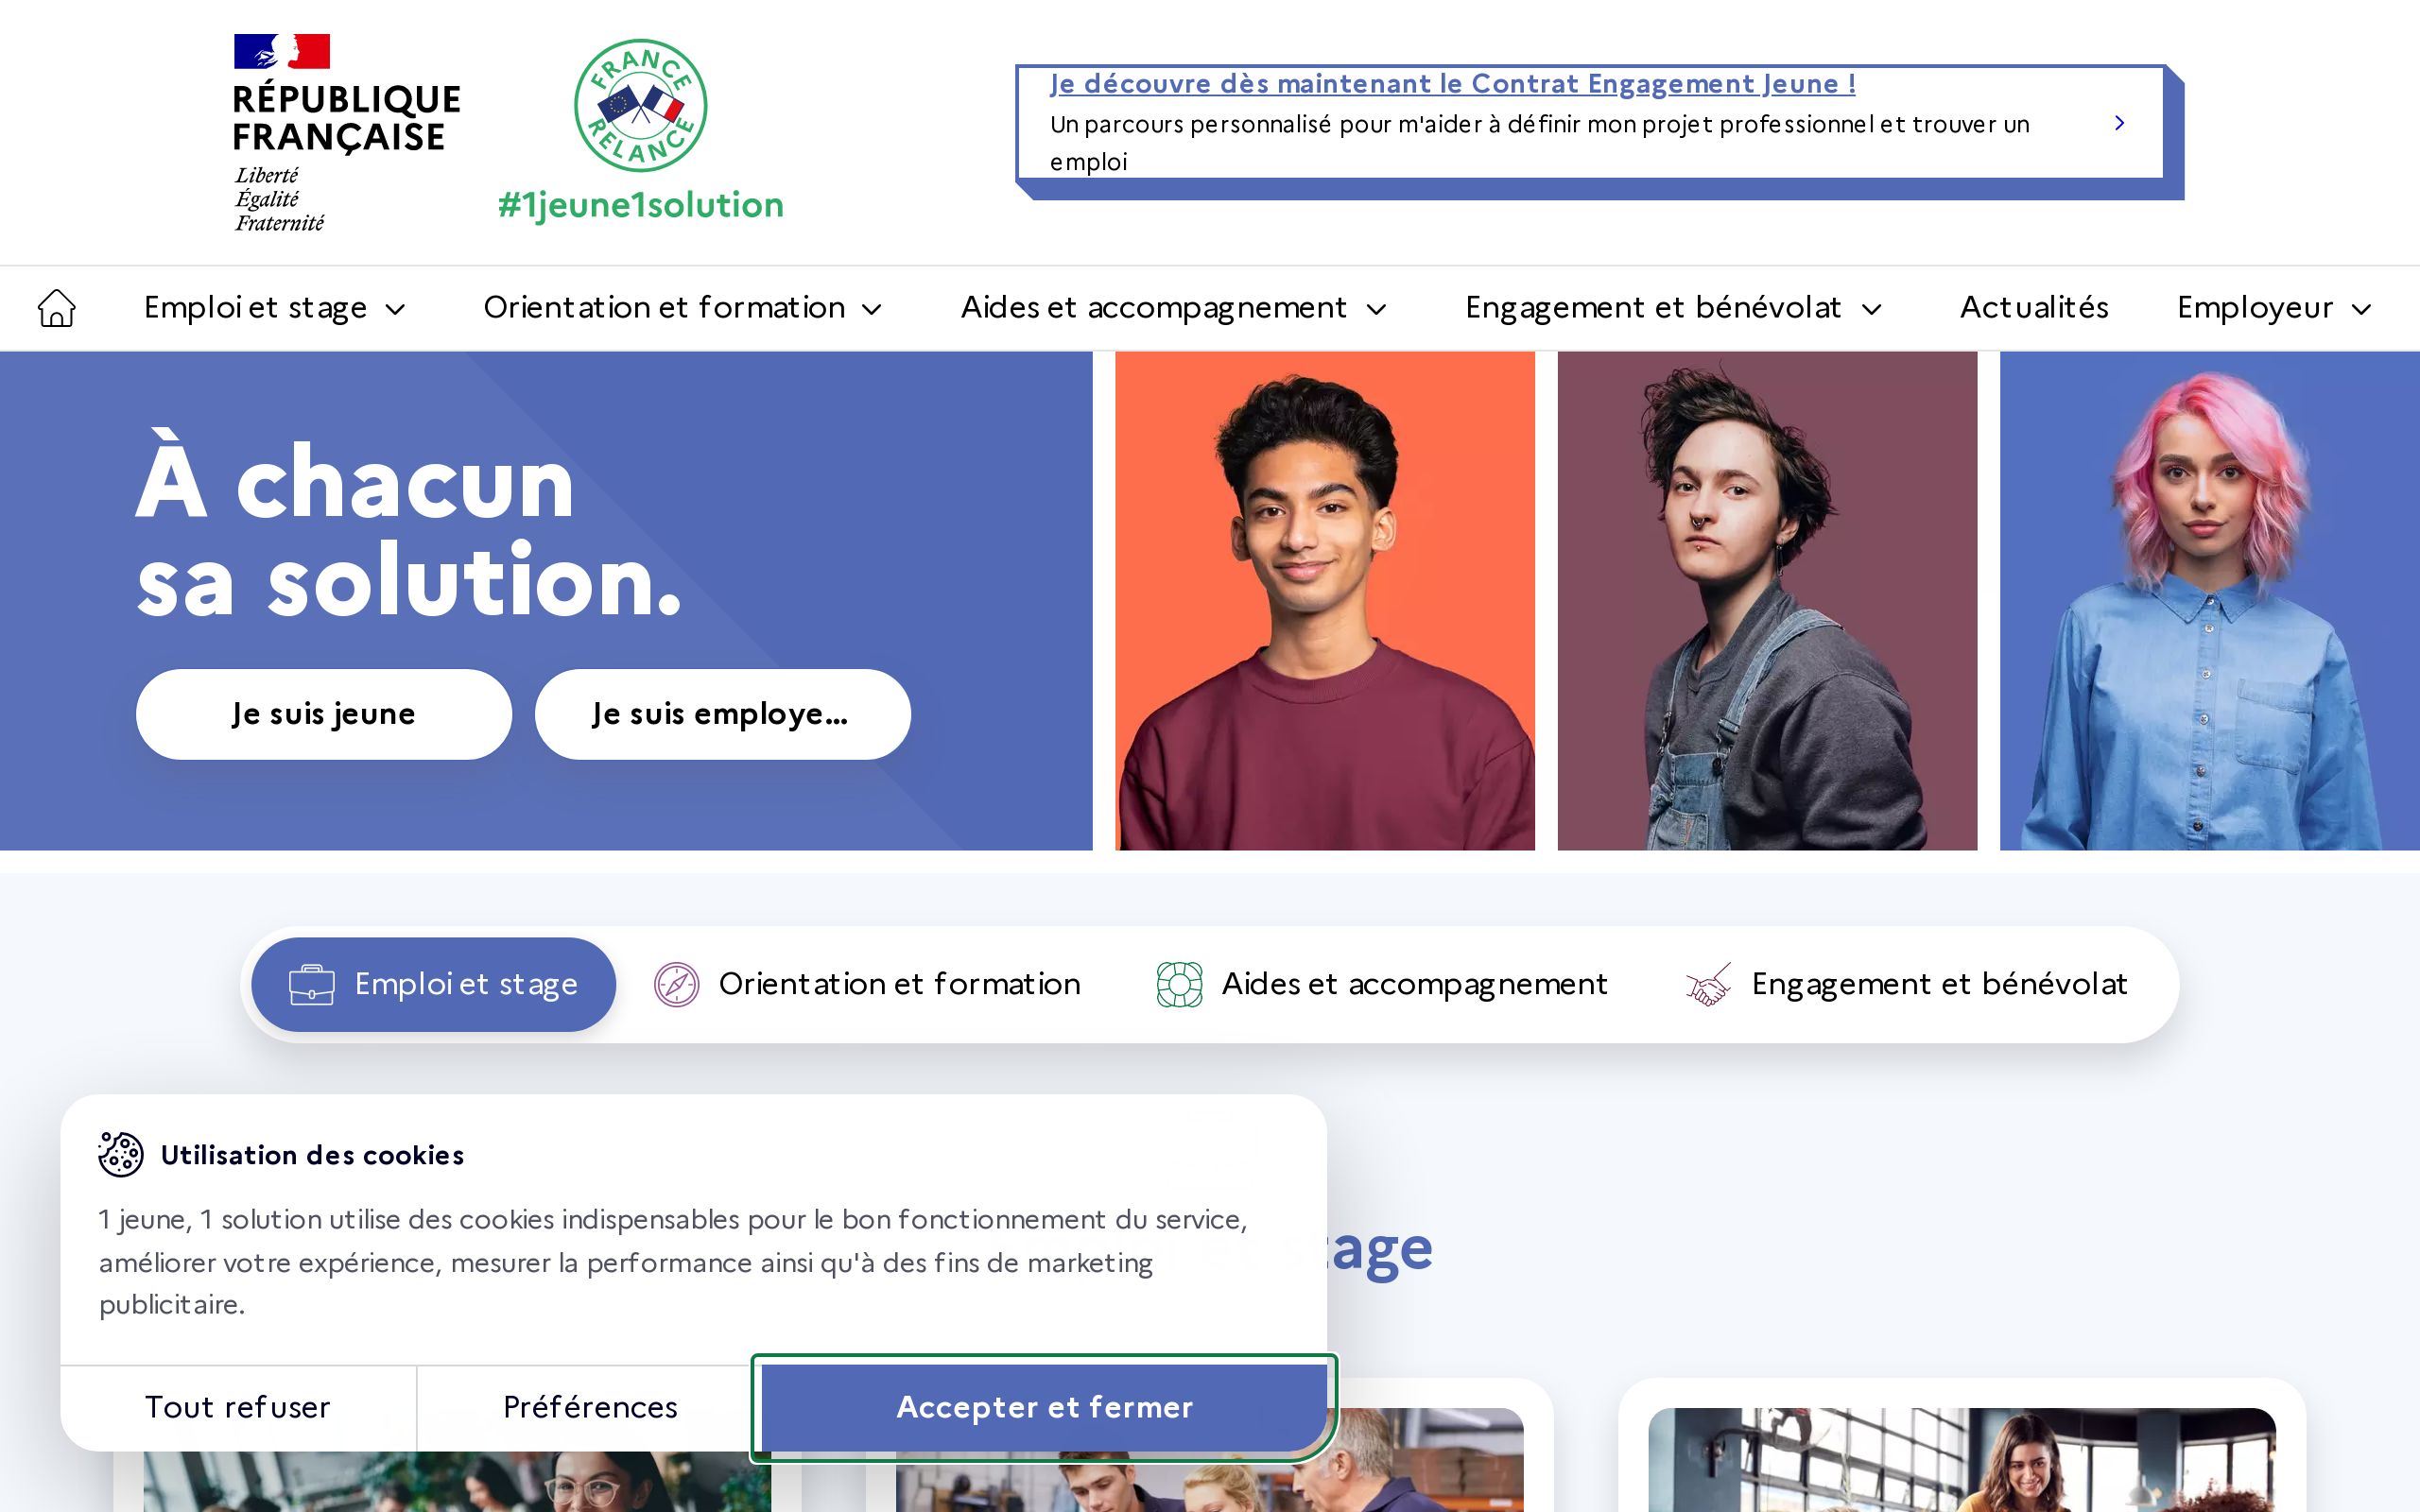 RÉPUBLIQUE
FRANÇAISE
Liberté
Égalité
Fraternité
FRANCE
RELANCE
#1jeune1solution
Je découvre dès maintenant le Contrat Engagement Jeune !
Un parcours personnalisé pour m'aider à définir mon projet professionnel et trouver un
emploi
Emploi et stage
Orientation et formation
Aides et accompagnement
Engagement et bénévolat
Actualités
Employeur
À chacun
sa solution.
Je suis jeune
Je suis employe...
Emploi et stage
Orientation et formation
Aides et accompagnement
Engagement et bénévolat
Utilisation des cookies
1 jeune, 1 solution utilise des cookies indispensables pour le bon fonctionnement du service,
améliorer votre expérience, mesurer la performance ainsi qu'à des fins de marketing
publicitaire.
tage
Tout refuser
Préférences
Accepter et fermer